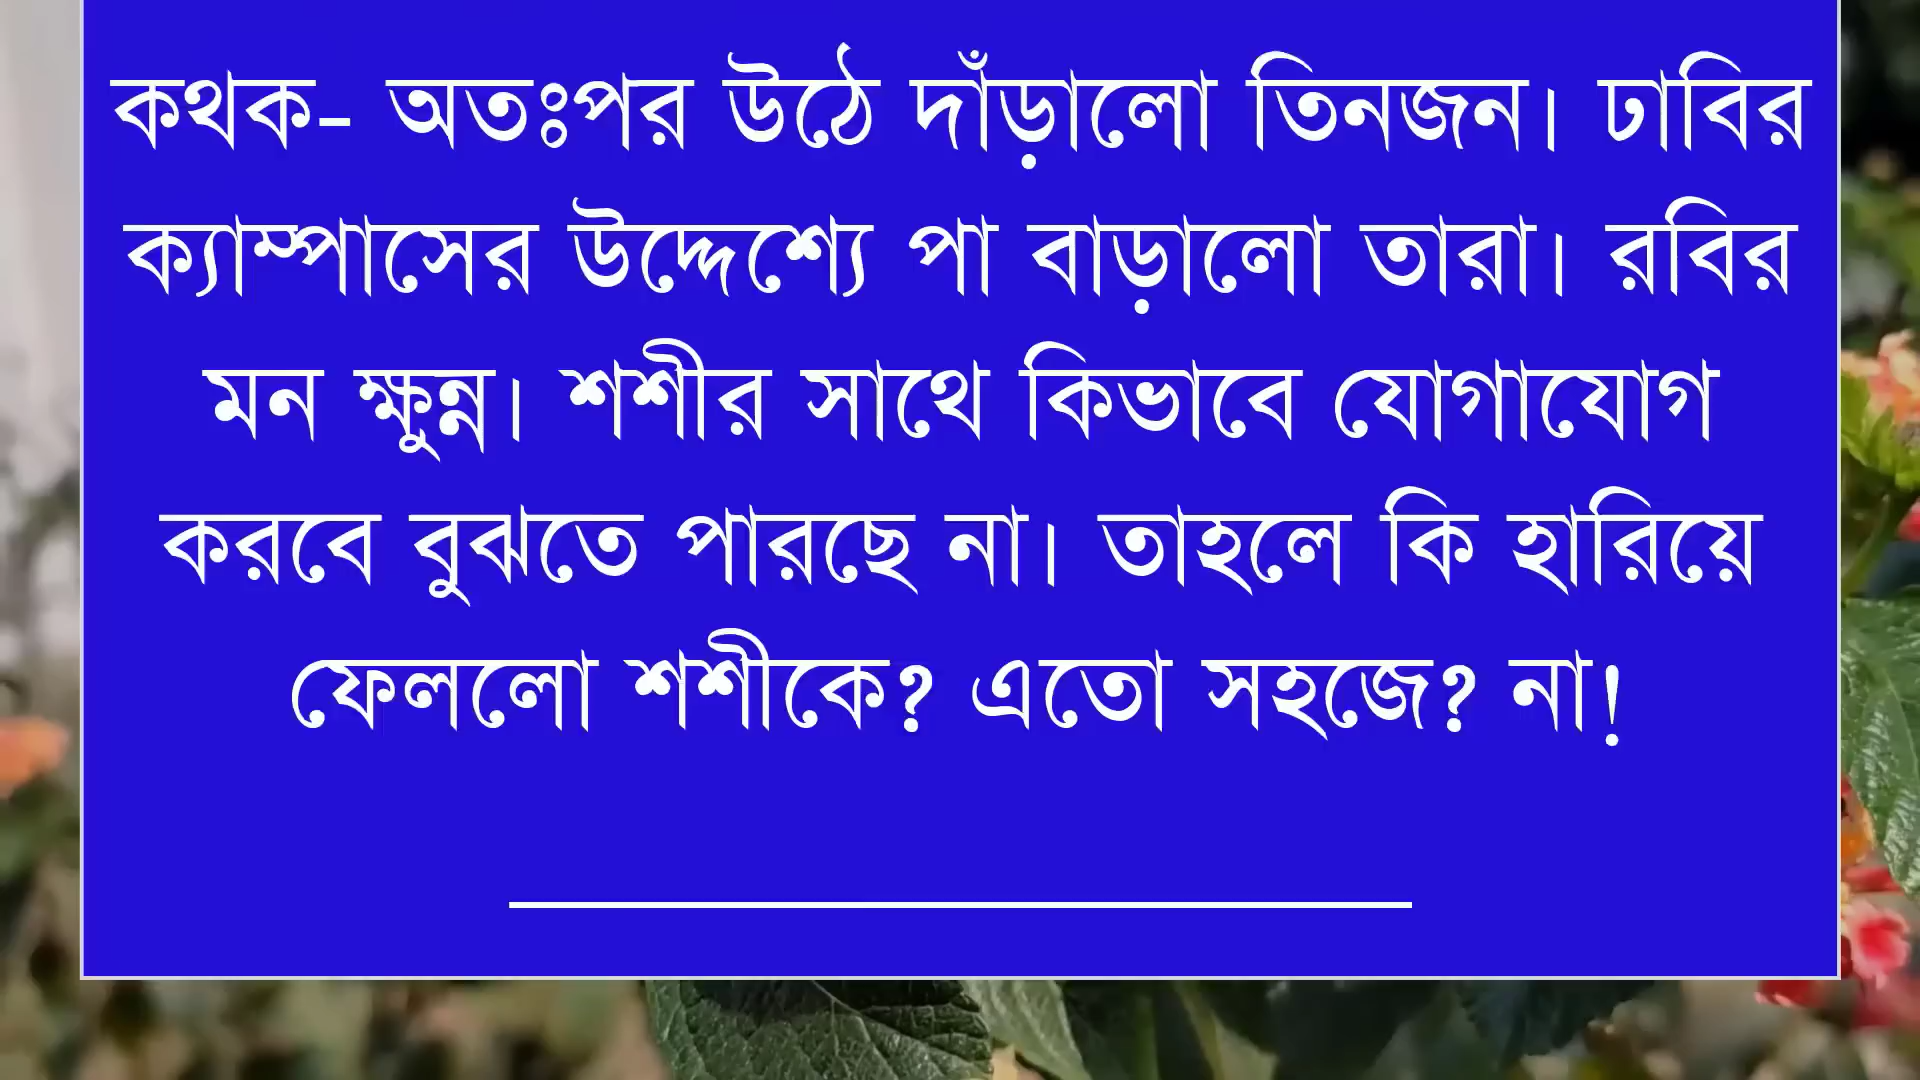 কথক- অতঃপর উঠে দাঁড়ালো তিনজন। ঢাবির
ক্যাম্পাসের উদ্দেশ্যে পা বাড়ালো তারা। রবির
মন ক্ষুন্ন। শশীর সাথে কিভাবে যোগাযোগ
করবে বুঝতে পারছে না। তাহলে কি হারিয়ে
ফেললো শশীকে? এতো সহজে? না!